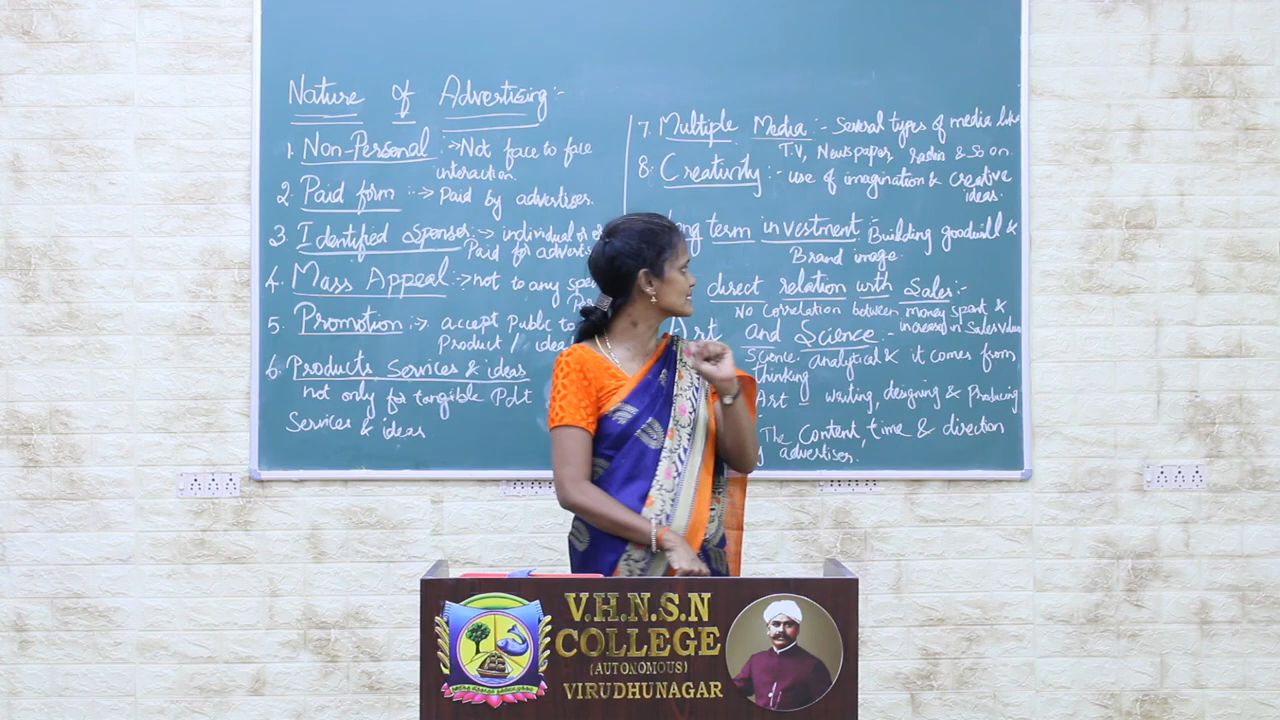 Nature of Advertising:-
1. Non-Personal :→ Not face to face
interaction.
2. Paid form :→ Paid by advertiser.
3. Identified Sponser :→ individual or
Paid for
4. Mass Appeal :→ not to any
5. Promotion :→ accept Public to
Product / idea
6. Products Services & ideas
not only for tangible Pdt
Services & ideas
7. Multiple Media :- Several types of media like
T.V, Newspaper, Radio & So on.
8. Creativity :- use of imagination & creative
ideas.
term investment :- Building goodwill &
Brand image.
direct relation with Sales :-
No Correlation between money spent &
increased in Sales
Art and Science -
Science. analytical & it comes from
thinking
Art - writing, designing & Producing
The Content, time & direction
advertiser.
V.H.N.S.N
COLLEGE
(AUTONOMOUS)
VIRUDHUNAGAR